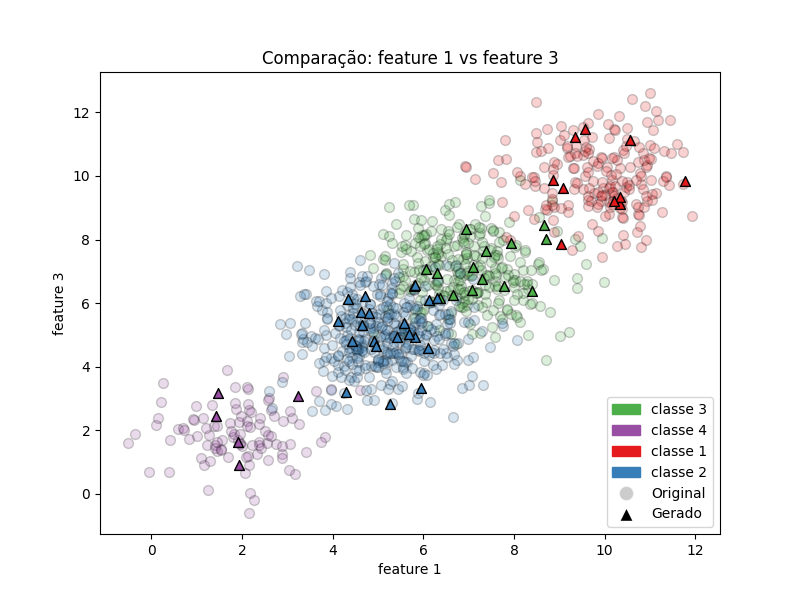 Comparação: feature 1 vs feature 3
12
10
8
6
4
2
0
feature 3
0 2 4 6 8 10 12
feature 1
classe 3
classe 4
classe 1
classe 2
Original
Gerado